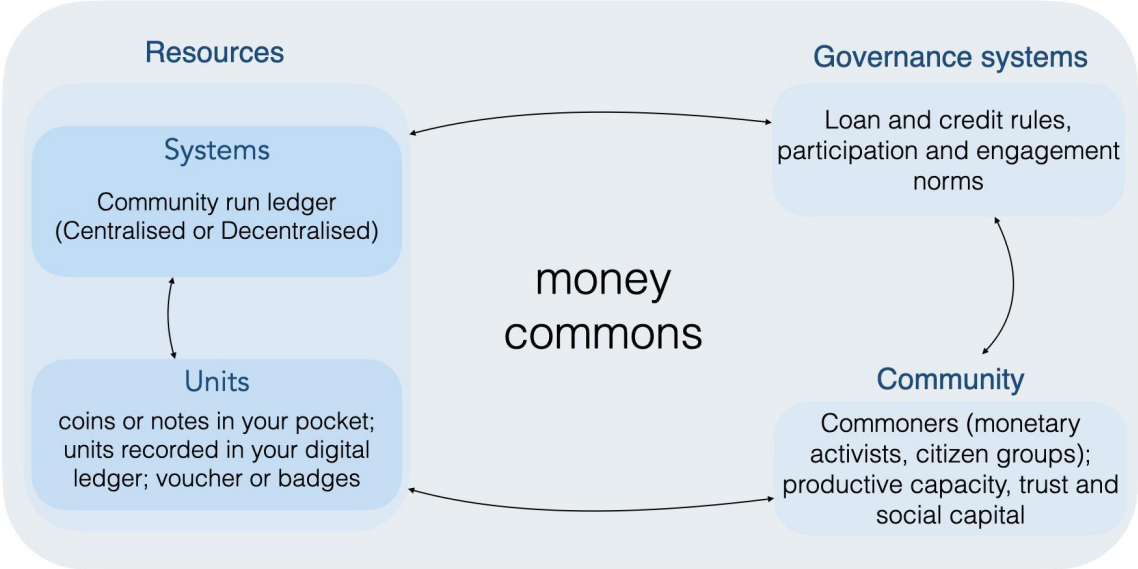 Resources
Systems
Community run ledger
(Centralised or Decentralised)
Units
coins or notes in your pocket;
units recorded in your digital
ledger; voucher or badges
money
commons
Governance systems
Loan and credit rules,
participation and engagement
norms
Community
Commoners (monetary
activists, citizen groups);
productive capacity, trust and
social capital